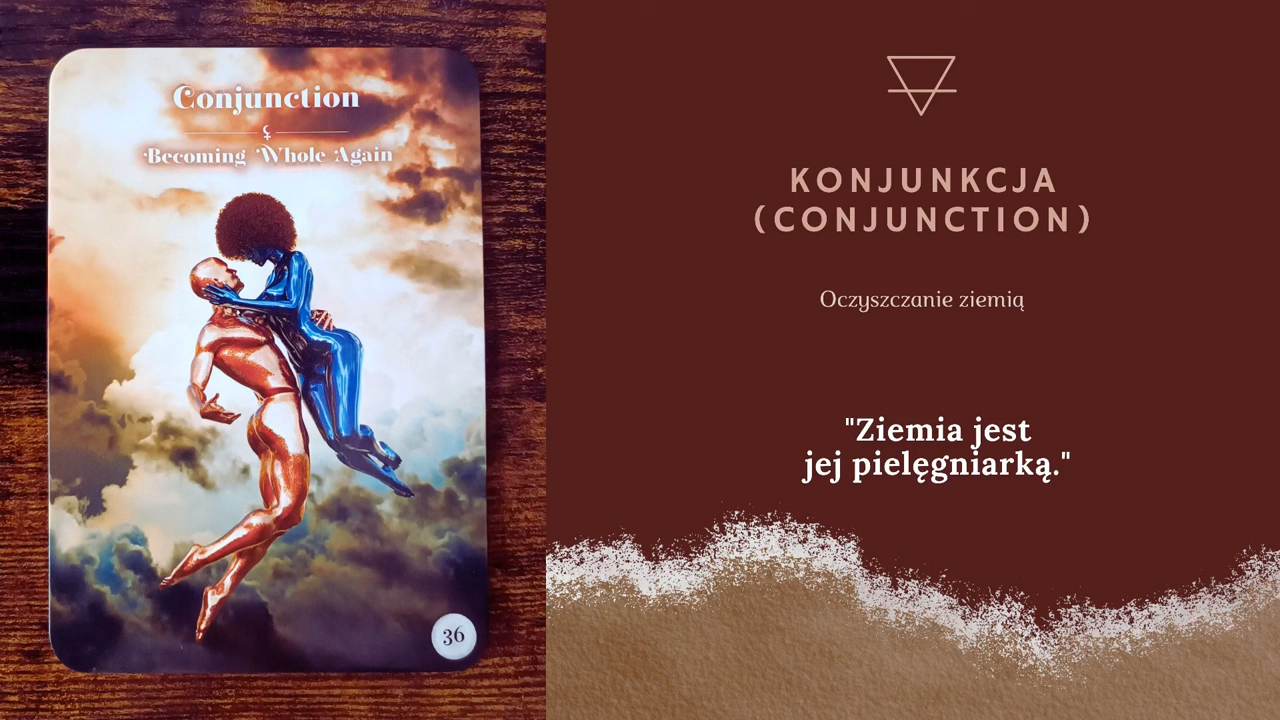 Conjunction
Becoming Whole Again
36
KONJUNKCJA
(CONJUNCTION)
Oczyszczanie ziemią
"Ziemia jest
jej pielęgniarką."